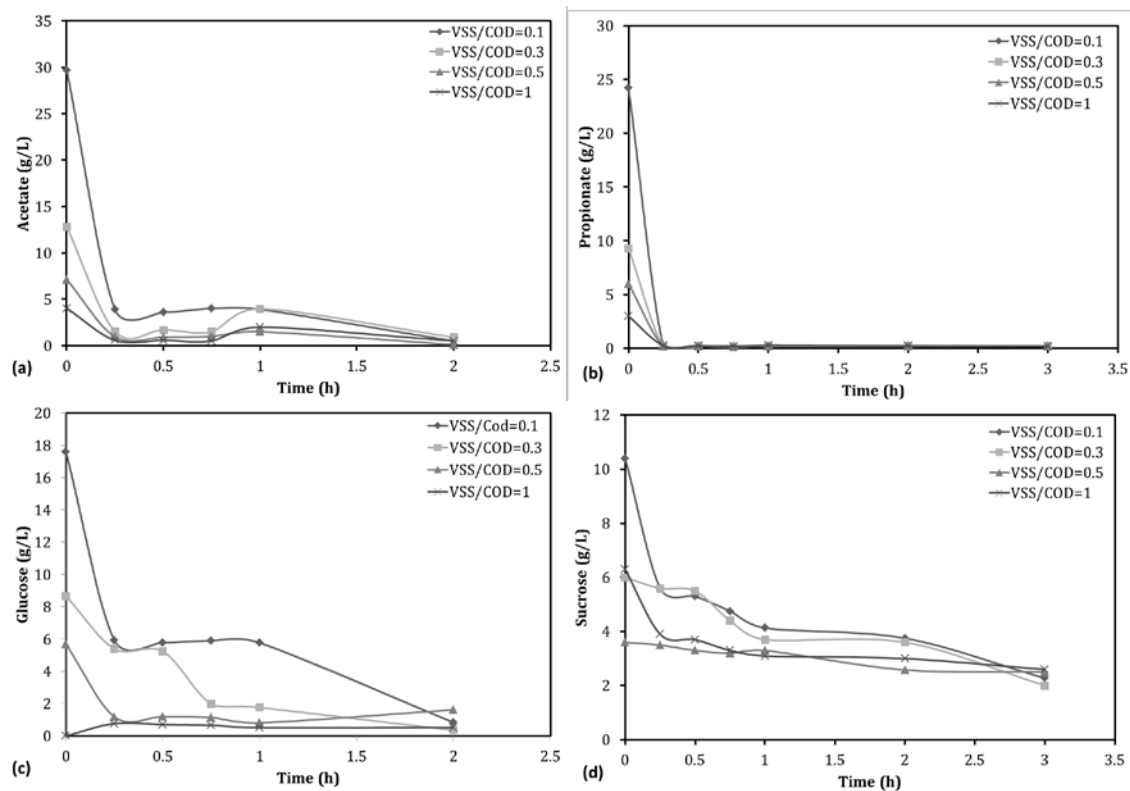 35
30
25
20
15
10
5
0
0 0.5 1 1.5 2 2.5
Acetate (g/L)
Time (h)
VSS/COD=0.1
VSS/COD=0.3
VSS/COD=0.5
VSS/COD=1
(a)
30
25
20
15
10
5
0
0 0.5 1 1.5 2 2.5 3 3.5
Propionate (g/L)
Time (h)
VSS/COD=0.1
VSS/COD=0.3
VSS/COD=0.5
VSS/COD=1
(b)
20
18
16
14
12
10
8
6
4
2
0
0 0.5 1 1.5 2 2.5
Glucose (g/L)
Time (h)
VSS/Cod=0.1
VSS/COD=0.3
VSS/COD=0.5
VSS/COD=1
(c)
12
10
8
6
4
2
0
0 0.5 1 1.5 2 2.5 3 3.5
Sucrose (g/L)
Time (h)
VSS/COD=0.1
VSS/COD=0.3
VSS/COD=0.5
VSS/COD=1
(d)